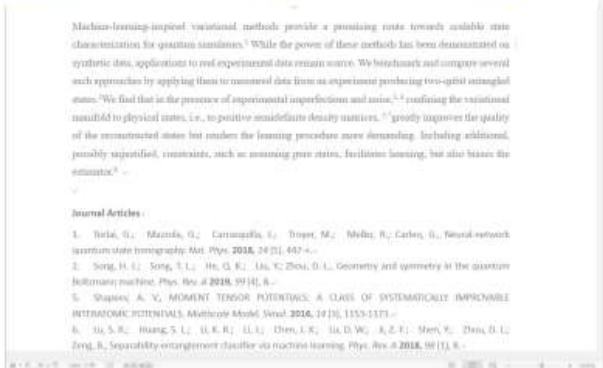 Machine-learning-inspired variational methods provide a promising route towards scalable state
characterization for quantum simulators.¹ While the power of these methods has been demonstrated on
synthetic data, applications to real experimental data remain scarce. We benchmark and compare several
such approaches by applying them to measured data from an experiment producing two-qubit entangled
states. We find that in the presence of experimental imperfections and noise, confining the variational
manifold to physical states, i.e., to positive semidefinite density matrices, greatly improves the quality
of the reconstructed states but renders the learning procedure more demanding. Including additional,
possibly unjustified, constraints, such as assuming pure states, facilitates learning, but also biases the
estimator.
Journal Articles
1. Torlai, G.; Mazzola, G.; Carrasquilla, J.; Troyer, M.; Melko, R.; Carleo, G., Neural-network
quantum state tomography. Nat. Phys. 2018, 14 (5), 447-+.
2. Song, H. L.; Song, T. L.; He, Q. K.; Liu, Y.; Zhou, D. L., Geometry and symmetry in the quantum
Boltzmann machine. Phys. Rev. A 2019, 99 (4), 8.
5. Shapeev, A. V., MOMENT TENSOR POTENTIALS: A CLASS OF SYSTEMATICALLY IMPROVABLE
INTERATOMIC POTENTIALS. Multiscale Model. Simul. 2016, 14 (3), 1153-1173.
6. Lu, S. R.; Huang, S. L.; Li, K. R.; Li, J.; Chen, J. X.; Lu, D. W.; Ji, Z. F.; Shen, Y.; Zhou, D. L.;
Zeng, B., Separability-entanglement classifier via machine learning. Phys. Rev. A 2018, 98 (1), 8.